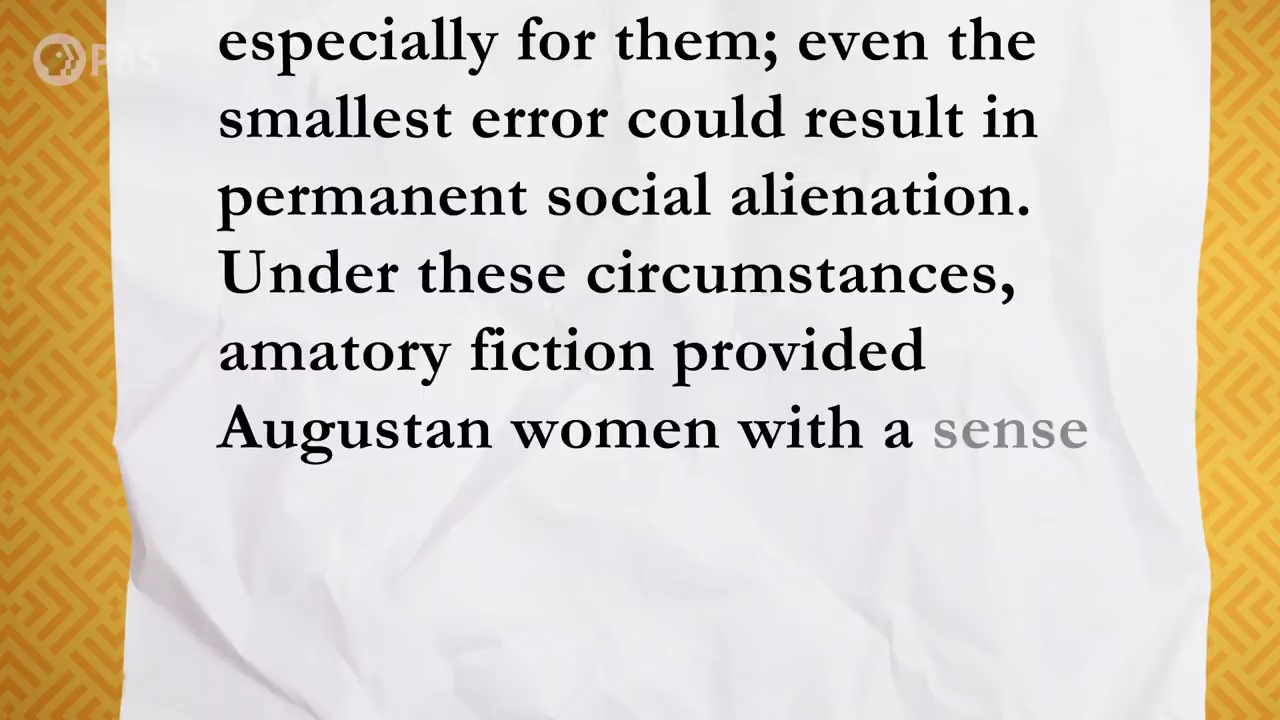 PBS
especially for them; even the
smallest error could result in
permanent social alienation.
Under these circumstances,
amatory fiction provided
Augustan women with a sense